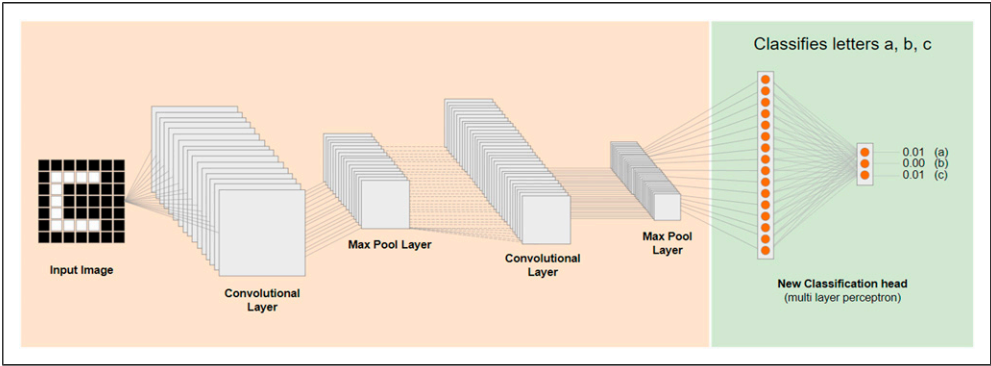 Classifies letters a, b, c
0.01 (a)
0.00 (b)
0.01 (c)
Input Image
Convolutional
Layer
Max Pool Layer
Convolutional
Layer
Max Pool
Layer
New Classification head
(multi layer perceptron)